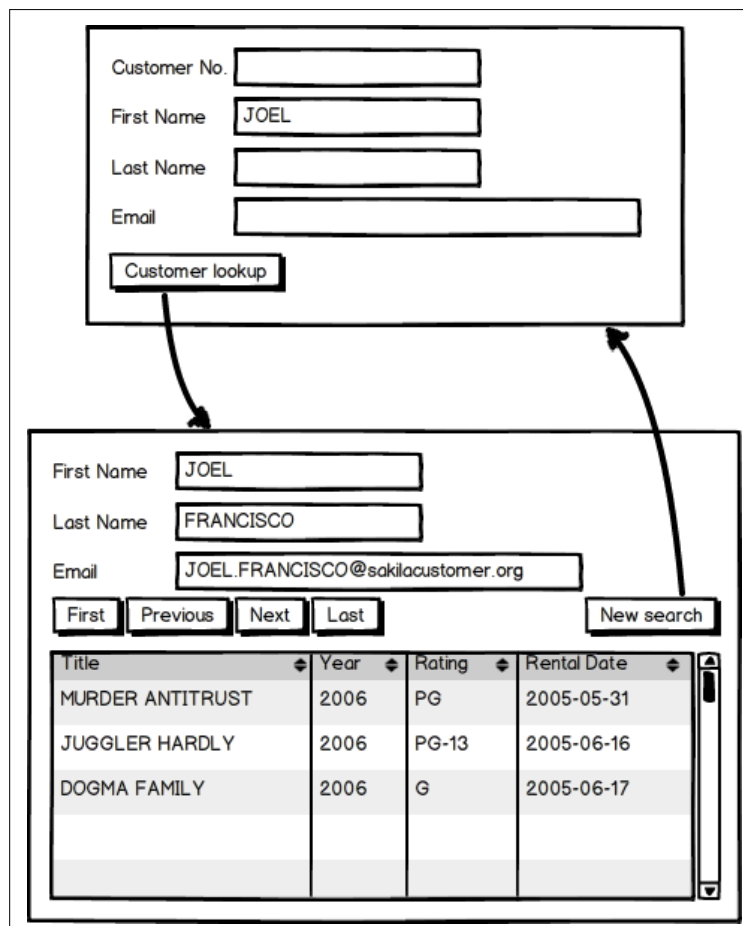 Customer No.
First Name JOEL
Last Name
Email
Customer lookup
First Name JOEL
Last Name FRANCISCO
Email JOEL.FRANCISCO@sakilacustomer.org
First Previous Next Last New search
Title Year Rating Rental Date
MURDER ANTITRUST 2006 PG 2005-05-31
JUGGLER HARDLY 2006 PG-13 2005-06-16
DOGMA FAMILY 2006 G 2005-06-17